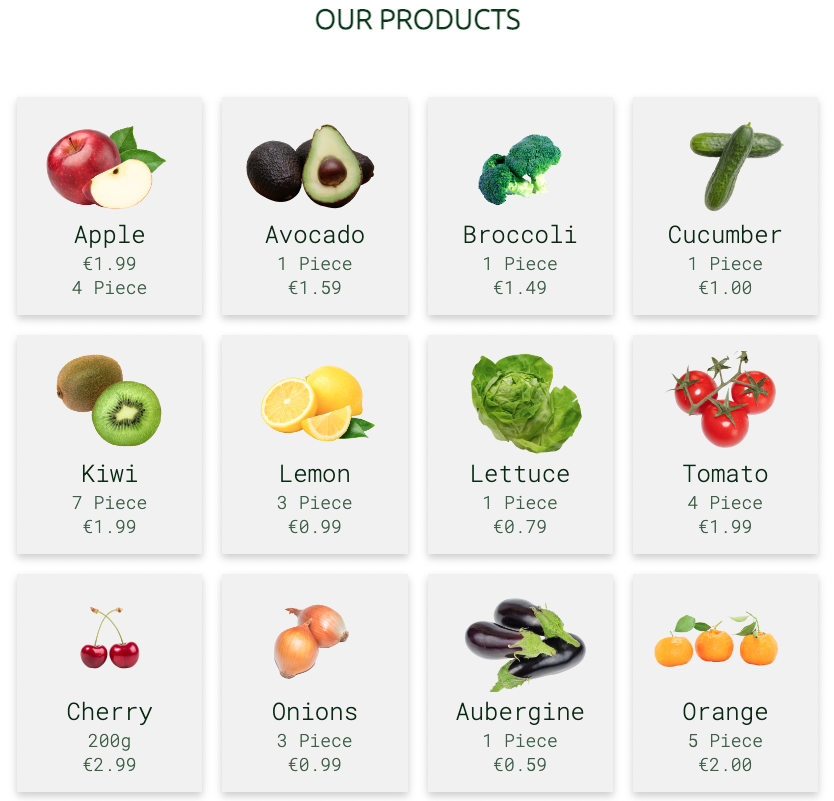 OUR PRODUCTS
Apple
€1.99
4 Piece
Avocado
1 Piece
€1.59
Broccoli
1 Piece
€1.49
Cucumber
1 Piece
€1.00
Kiwi
7 Piece
€1.99
Lemon
3 Piece
€0.99
Lettuce
1 Piece
€0.79
Tomato
4 Piece
€1.99
Cherry
200g
€2.99
Onions
3 Piece
€0.99
Aubergine
1 Piece
€0.59
Orange
5 Piece
€2.00